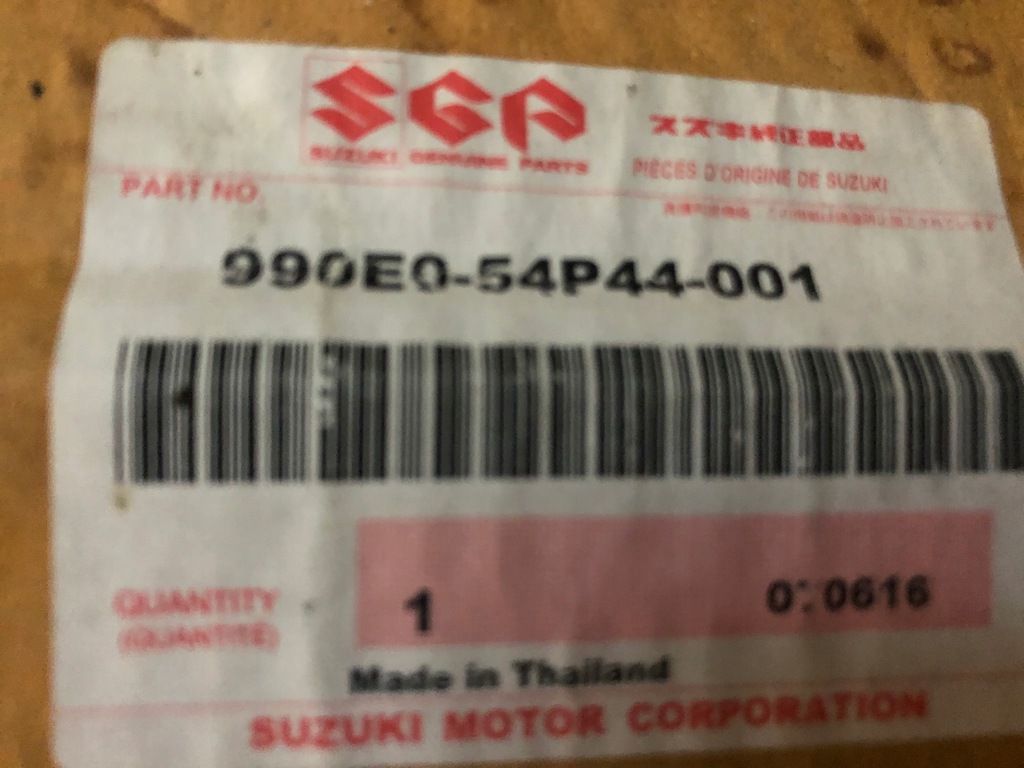 SGP
SUZUKI GENUINE PARTS
スズキ純正部品
PIÈCES D'ORIGINE DE SUZUKI
PART NO.
990E0-54P44-001
QUANTITY
(QUANTITÉ)
1
0 0616
Made in Thailand
SUZUKI MOTOR CORPORATION